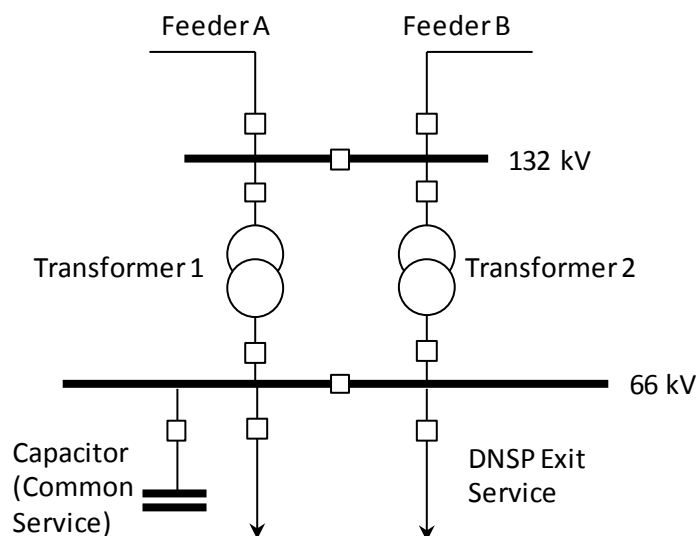 Feeder A
Feeder B
132 kV
Transformer 1
Transformer 2
66 kV
Capacitor
(Common
Service)
DNSP Exit
Service